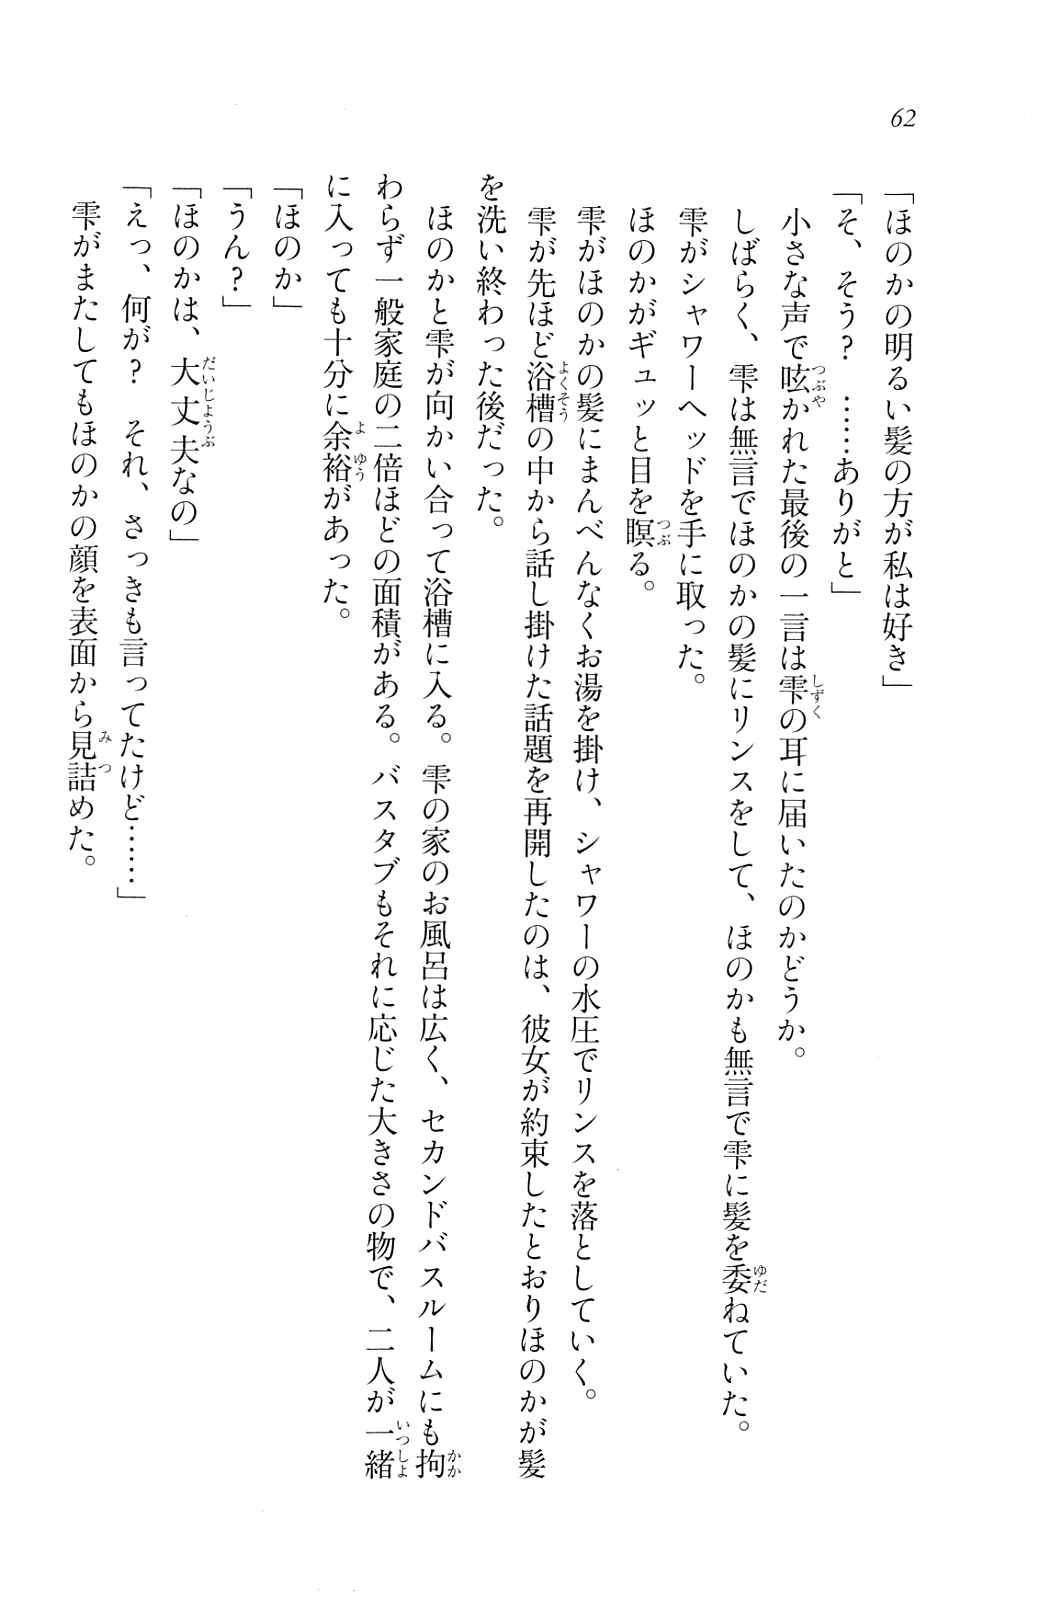 62
「ほのかの明るい髪の方が私は好き」
「そ、そう？　……ありがと」
小さな声で呟かれた最後の一言は雫の耳に届いたのかどうか。
しばらく、雫は無言でほのかの髪にリンスをして、ほのかも無言で雫に髪を委ねていた。
雫がシャワーヘッドを手に取った。
ほのかがギュッと目を瞑る。
雫がほのかの髪にまんべんなくお湯を掛け、シャワーの水圧でリンスを落としていく。
雫が先ほど浴槽の中から話し掛けた話題を再開したのは、彼女が約束したとおりほのかが髪
を洗い終わった後だった。
ほのかと雫が向かい合って浴槽に入る。雫の家のお風呂は広く、セカンドバスルームにも拘
わらず一般家庭の二倍ほどの面積がある。バスタブもそれに応じた大きさの物で、二人が一緒
に入っても十分に余裕があった。
「ほのか」
「うん？」
「ほのかは、大丈夫なの」
「えっ、何が？　それ、さっきも言ってたけど……」
雫がまたしてもほのかの顔を表面から見詰めた。